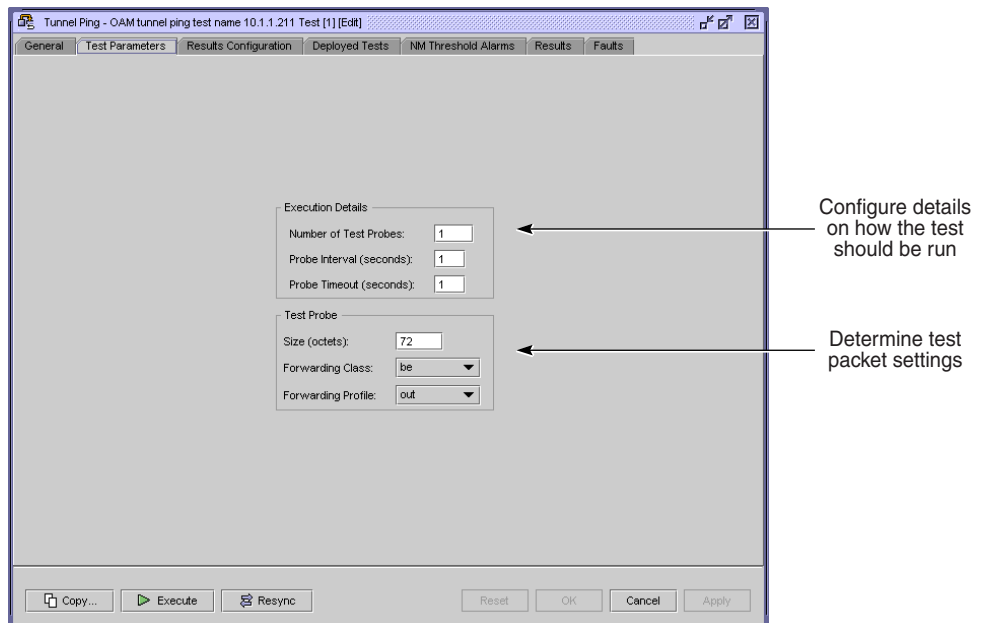 Tunnel Ping - OAM tunnel ping test name 10.1.1.211 Test [1] [Edit]
General Test Parameters Results Configuration Deployed Tests NM Threshold Alarms Results Faults
Execution Details
Number of Test Probes: 1
Probe Interval (seconds): 1
Probe Timeout (seconds): 1
Configure details
on how the test
should be run
Test Probe
Size (octets): 72
Forwarding Class: be
Forwarding Profile: out
Determine test
packet settings
Copy... Execute Resync Reset OK Cancel Apply